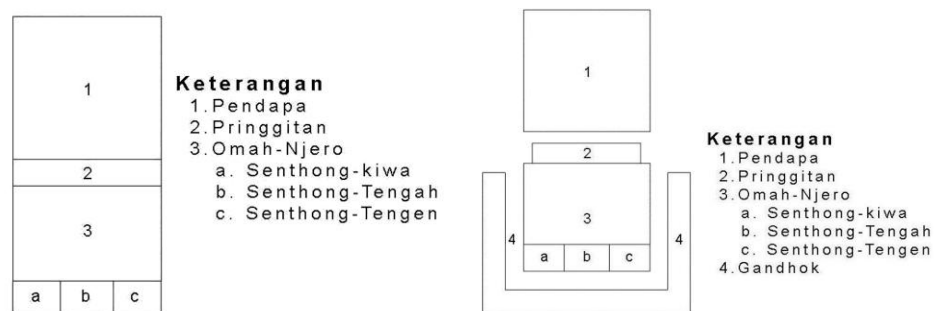 1
2
3
a b c
Keterangan
1.Pendapa
2.Pringgitan
3.Omah-Njero
a. Senthong-kiwa
b. Senthong-Tengah
c. Senthong-Tengen
1
2
3
4 4
a b c
Keterangan
1.Pendapa
2.Pringgitan
3.Omah-Njero
a. Senthong-kiwa
b. Senthong-Tengah
c. Senthong-Tengen
4.Gandhok